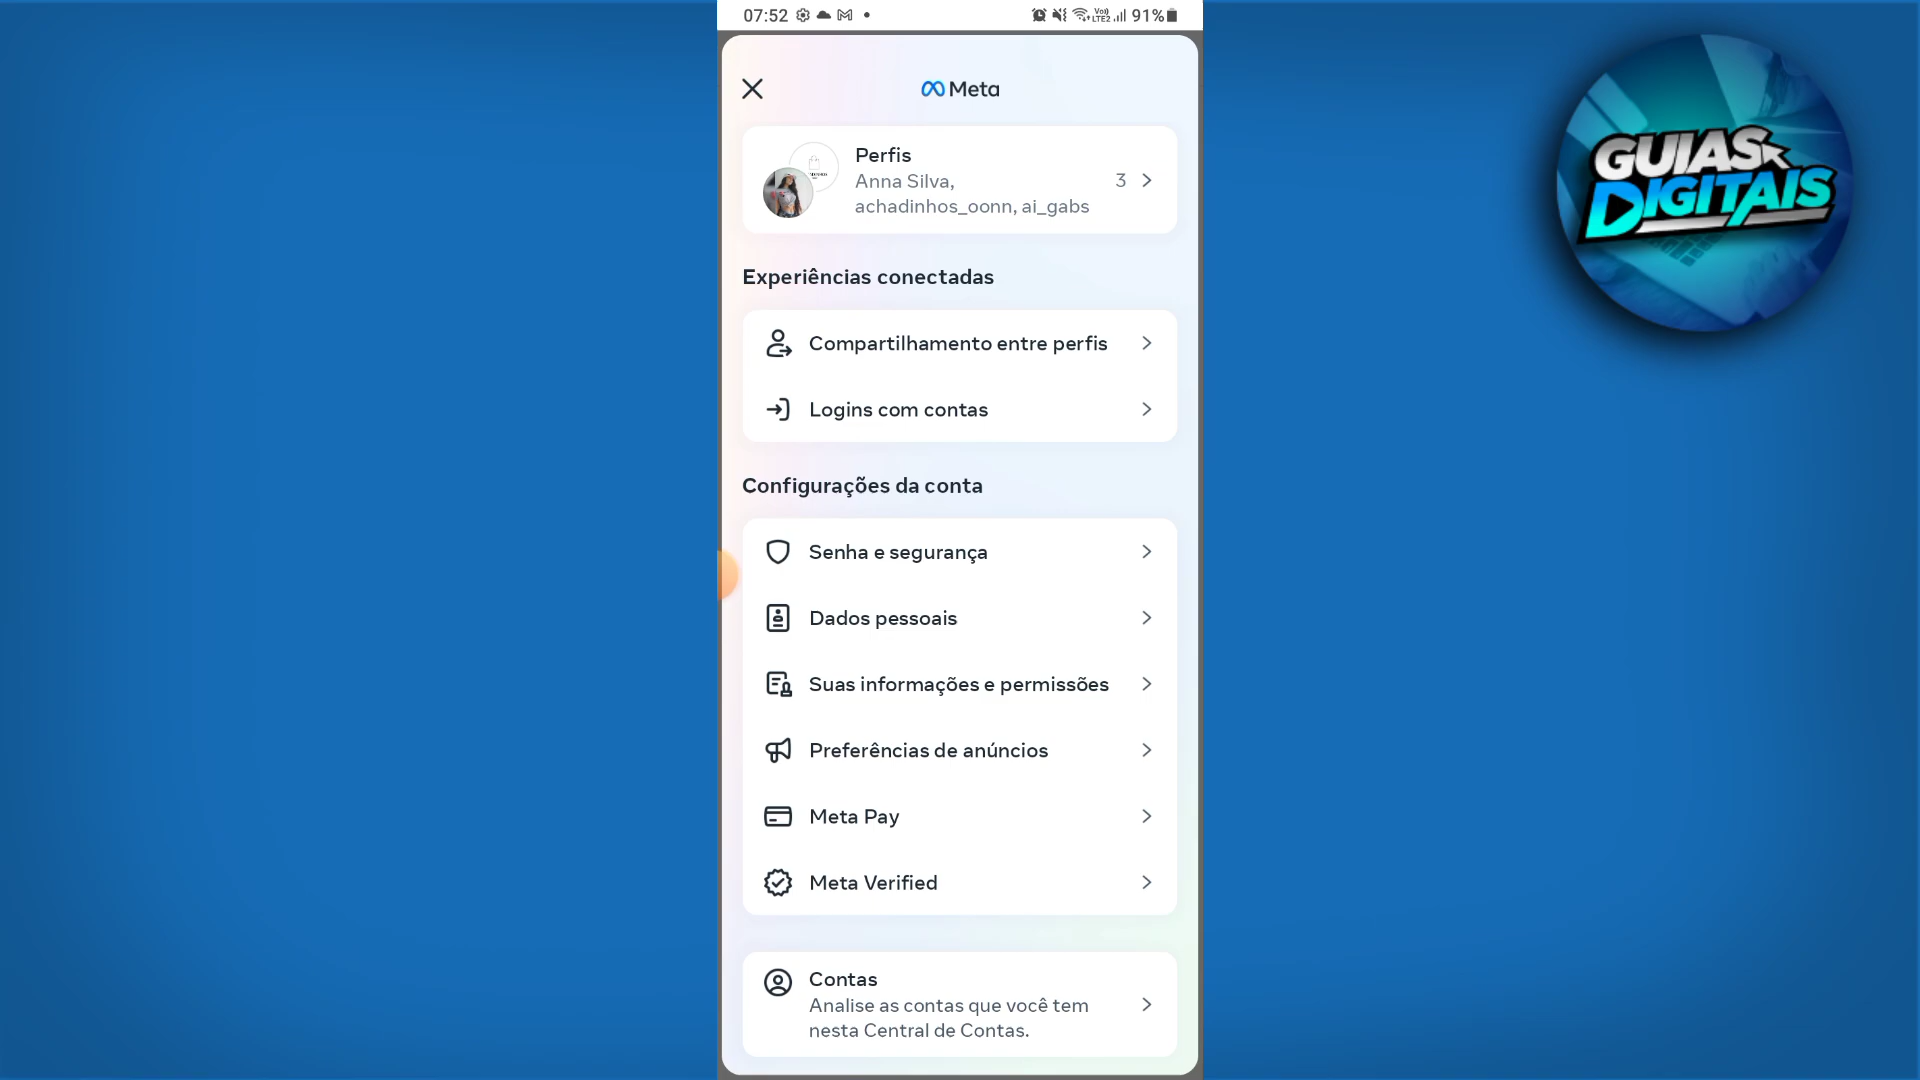 07:52
Vo))
LTE2
91%
Meta
Perfis
Anna Silva,
achadinhos_oonn, ai_gabs
3
Experiências conectadas
Compartilhamento entre perfis
Logins com contas
Configurações da conta
Senha e segurança
Dados pessoais
Suas informações e permissões
Preferências de anúncios
Meta Pay
Meta Verified
Contas
Analise as contas que você tem
nesta Central de Contas.
GUIAS
DIGITAIS